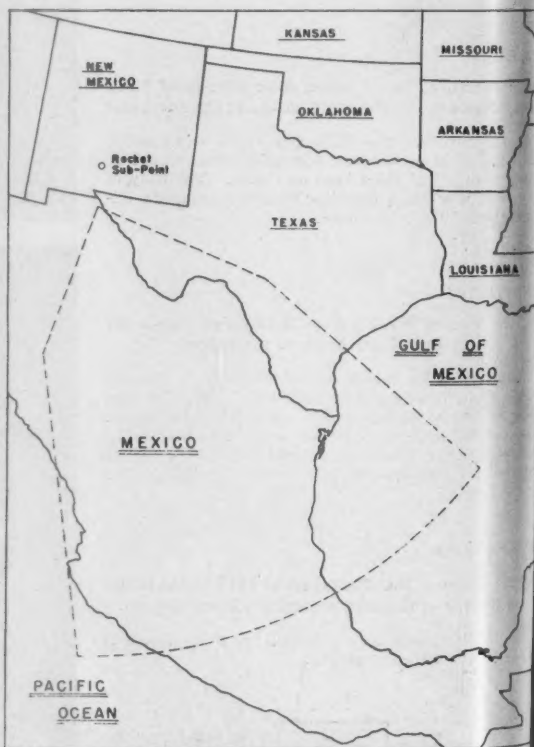 KANSAS
MISSOURI
NEW
MEXICO
OKLAHOMA
ARKANSAS
Rocket
Sub-Point
TEXAS
LOUISIANA
GULF OF
MEXICO
MEXICO
PACIFIC
OCEAN